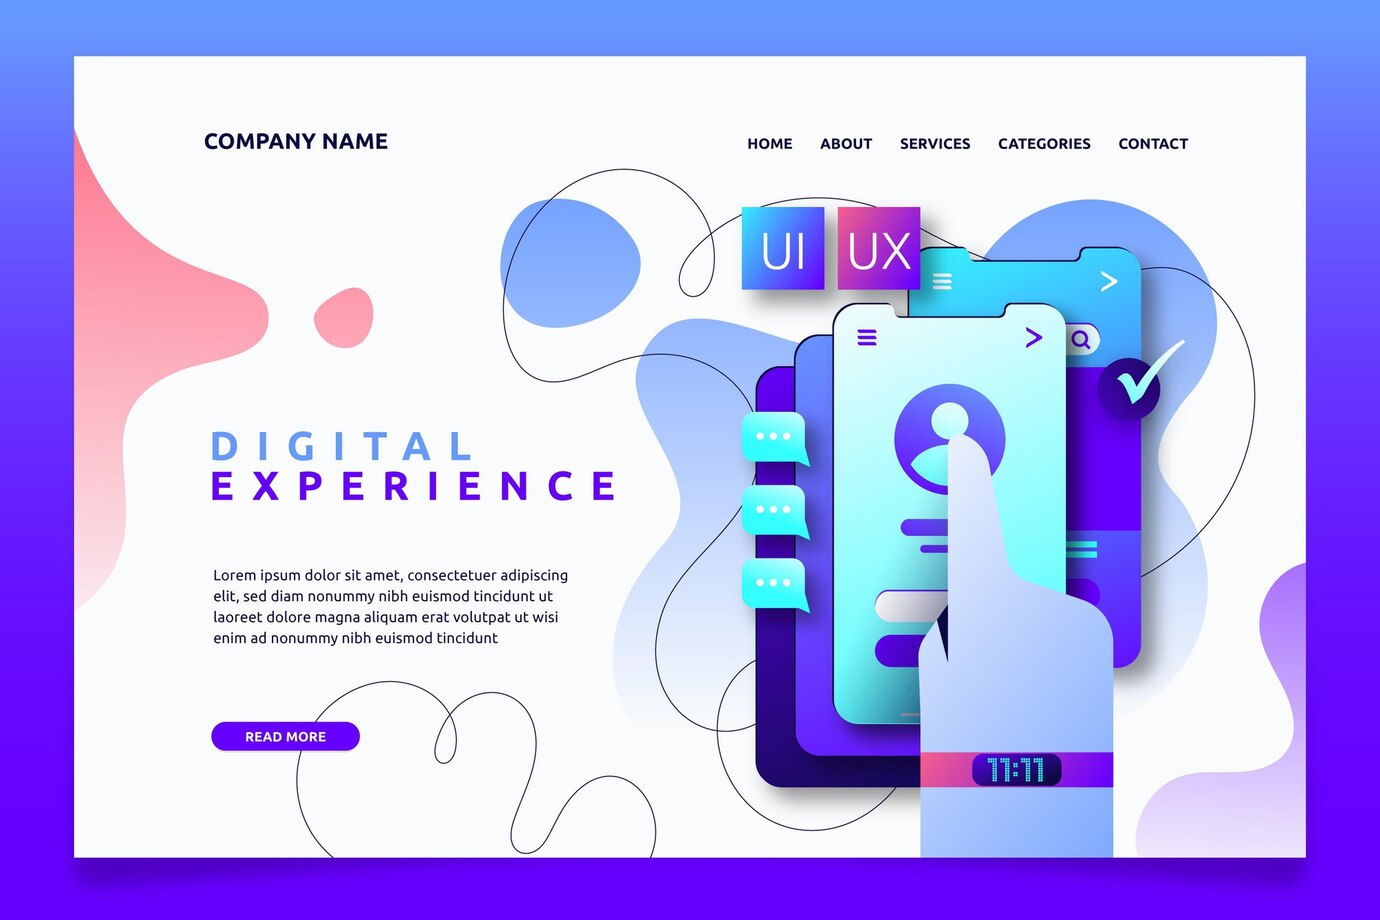 COMPANY NAME
HOME ABOUT SERVICES CATEGORIES CONTACT
UI UX
DIGITAL
EXPERIENCE
Lorem ipsum dolor sit amet, consectetuer adipiscing
elit, sed diam nonummy nibh euismod tincidunt ut
laoreet dolore magna aliquam erat volutpat ut wisi
enim ad nonummy nibh euismod tincidunt
READ MORE
11:11